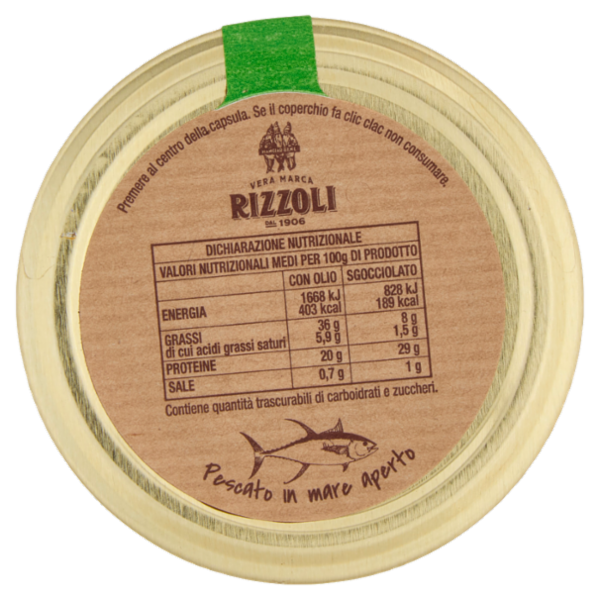 Premere al centro della capsula. Se il coperchio fa clic clac non consumare.
VERA MARCA
RIZZOLI
DAL 1906
DICHIARAZIONE NUTRIZIONALE
VALORI NUTRIZIONALI MEDI PER 100g DI PRODOTTO
CON OLIO SGOCCIOLATO
ENERGIA 1668 kJ 828 kJ
403 kcal 189 kcal
GRASSI 36 g 8 g
di cui acidi grassi saturi 5,9 g 1,5 g
PROTEINE 20 g 29 g
SALE 0,7 g 1 g
Contiene quantità trascurabili di carboidrati e zuccheri.
Pescato in mare aperto